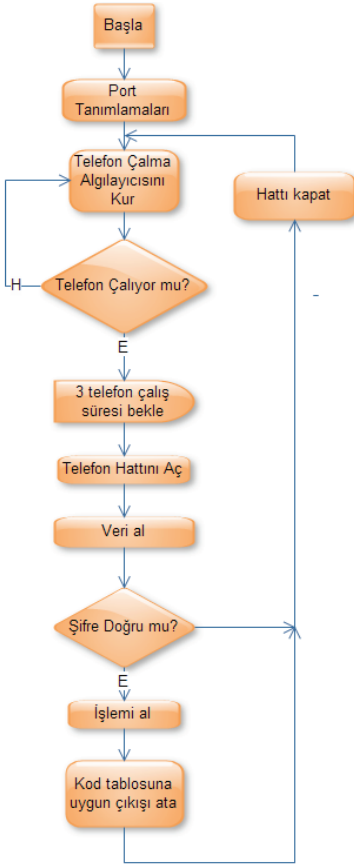 Başla
Port
Tanımlamaları
Telefon Çalma
Algılayıcısını
Kur
Hattı kapat
Telefon Çalıyor mu?
H
E
3 telefon çalış
süresi bekle
Telefon Hattını Aç
Veri al
Şifre Doğru mu?
E
İşlemi al
Kod tablosuna
uygun çıkışı ata